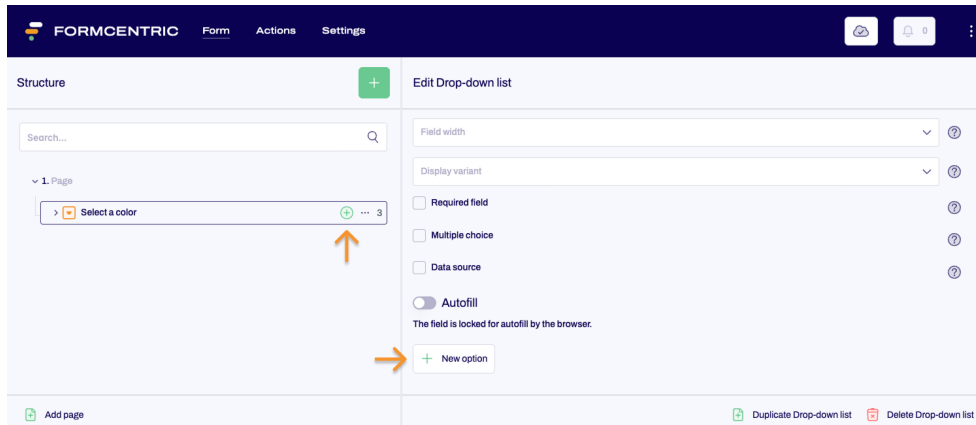 FORMCENTRIC Form Actions Settings 0
Structure
Edit Drop-down list
Search...
1. Page
Select a color 3
Field width
Display variant
Required field
Multiple choice
Data source
Autofill
The field is locked for autofill by the browser.
New option
Add page
Duplicate Drop-down list Delete Drop-down list